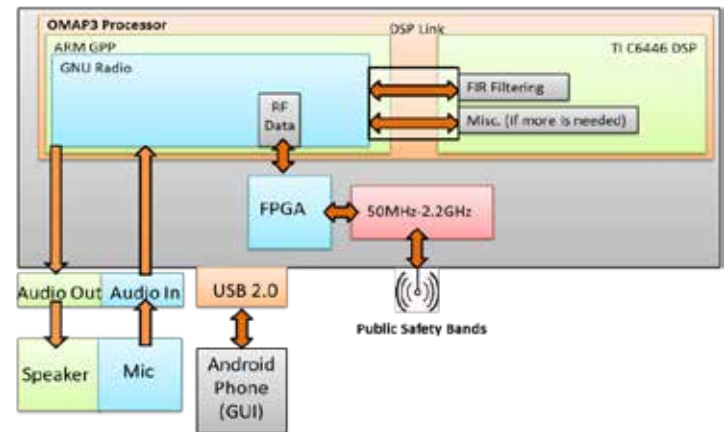 OMAP3 Processor
DSP Link
ARM GPP
TI C6446 DSP
GNU Radio
RF
Data
FIR Filtering
Misc. (if more is needed)
FPGA
50MHz-2.2GHz
Audio Out
Audio In
USB 2.0
Public Safety Bands
Speaker
Mic
Android
Phone
(GUI)